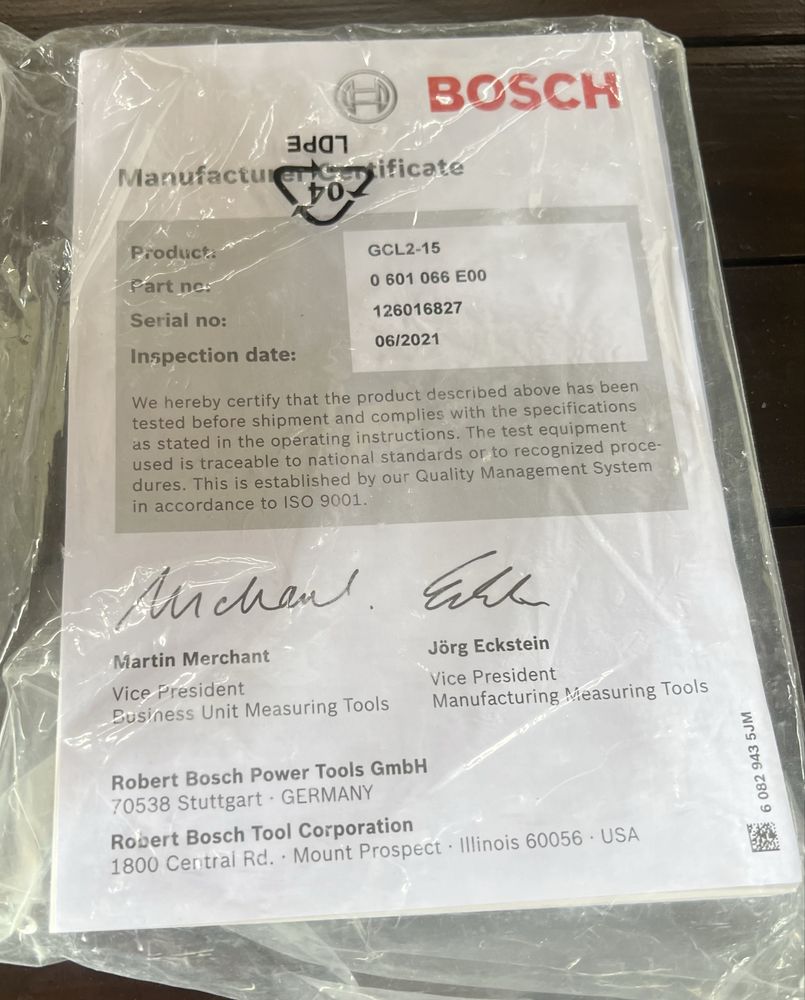 BOSCH
LDPE
04
Manufacturer Certificate
Product: GCL2-15
Part no: 0 601 066 E00
Serial no: 126016827
Inspection date: 06/2021
We hereby certify that the product described above has been
tested before shipment and complies with the specifications
as stated in the operating instructions. The test equipment
used is traceable to national standards or to recognized proce-
dures. This is established by our Quality Management System
in accordance to ISO 9001.
Martin Merchant
Vice President
Business Unit Measuring Tools
Jörg Eckstein
Vice President
Manufacturing Measuring Tools
Robert Bosch Power Tools GmbH
70538 Stuttgart · GERMANY
Robert Bosch Tool Corporation
1800 Central Rd. · Mount Prospect · Illinois 60056 · USA
6 082 943 5JM